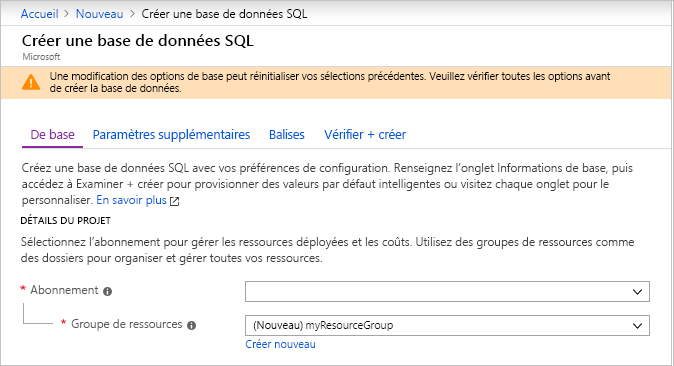 Accueil > Nouveau > Créer une base de données SQL
Créer une base de données SQL
Microsoft
Une modification des options de base peut réinitialiser vos sélections précédentes. Veuillez vérifier toutes les options avant
de créer la base de données.
De base Paramètres supplémentaires Balises Vérifier + créer
Créez une base de données SQL avec vos préférences de configuration. Renseignez l’onglet Informations de base, puis
accédez à Examiner + créer pour provisionner des valeurs par défaut intelligentes ou visitez chaque onglet pour le
personnaliser. En savoir plus
DÉTAILS DU PROJET
Sélectionnez l’abonnement pour gérer les ressources déployées et les coûts. Utilisez des groupes de ressources comme
des dossiers pour organiser et gérer toutes vos ressources.
* Abonnement
* Groupe de ressources (Nouveau) myResourceGroup
Créer nouveau